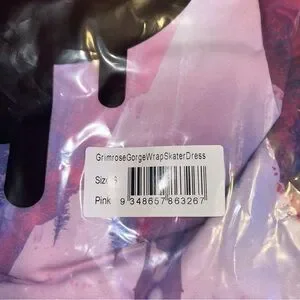 GrimroseGorgeWrapSkaterDress
Size
Pink 9 348657 863267